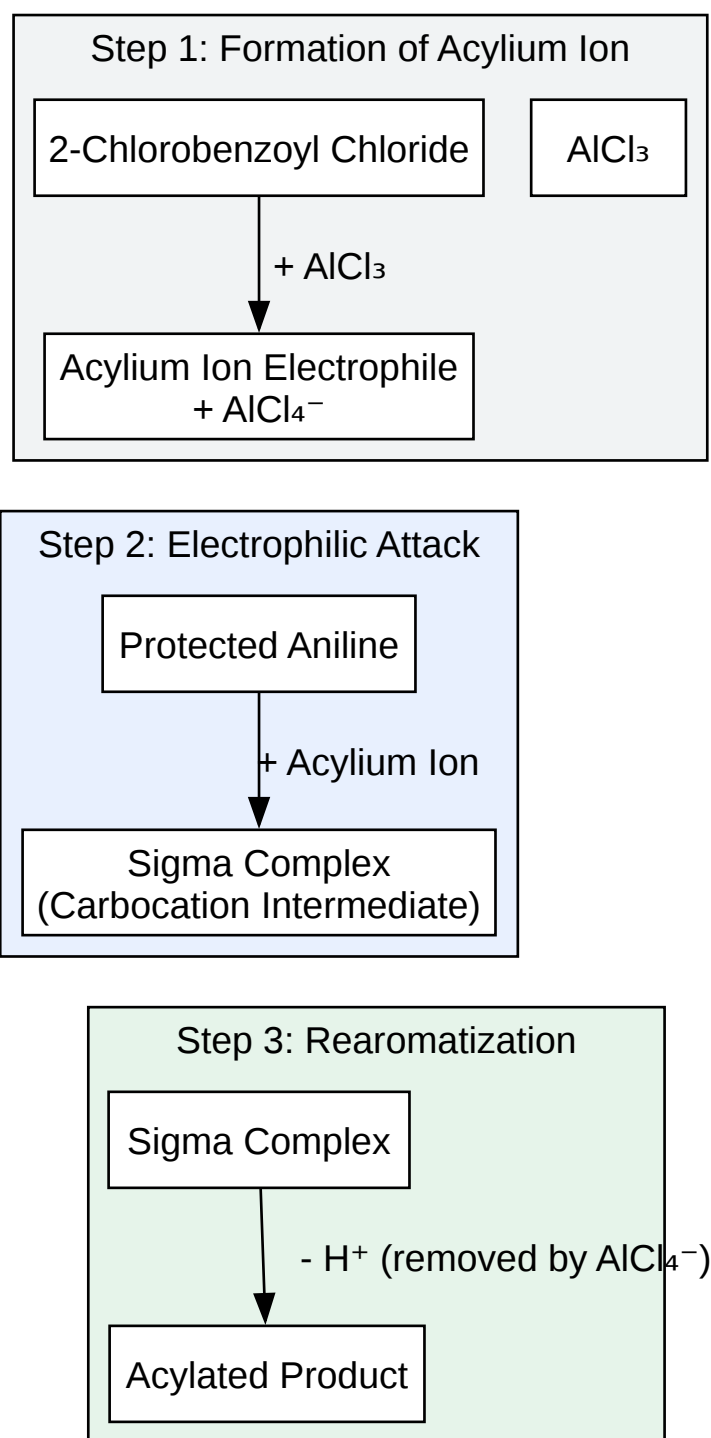 Step 1: Formation of Acylium Ion
2-Chlorobenzoyl Chloride
AlCl₃
+ AlCl₃
Acylium Ion Electrophile
+ AlCl₄⁻
Step 2: Electrophilic Attack
Protected Aniline
+ Acylium Ion
Sigma Complex
(Carbocation Intermediate)
Step 3: Rearomatization
Sigma Complex
- H⁺ (removed by AlCl₄⁻)
Acylated Product